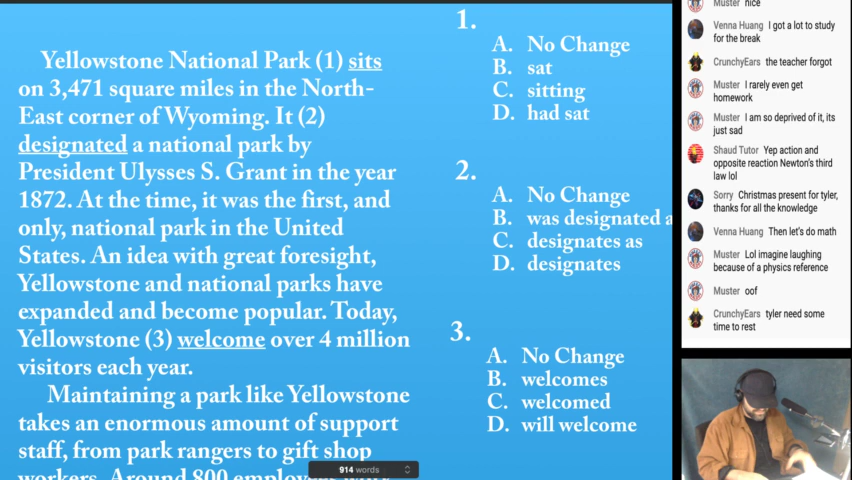 Yellowstone National Park (1) sits
on 3,471 square miles in the North-
East corner of Wyoming. It (2)
designated a national park by
President Ulysses S. Grant in the year
1872. At the time, it was the first, and
only, national park in the United
States. An idea with great foresight,
Yellowstone and national parks have
expanded and become popular. Today,
Yellowstone (3) welcome over 4 million
visitors each year.
Maintaining a park like Yellowstone
takes an enormous amount of support
staff, from park rangers to gift shop
workers. Around 800
914 words
1.
A. No Change
B. sat
C. sitting
D. had sat
2.
A. No Change
B. was designated a
C. designates as
D. designates
3.
A. No Change
B. welcomes
C. welcomed
D. will welcome
Muster nice
Venna Huang I got a lot to study
for the break
CrunchyEars the teacher forgot
Muster I rarely even get
homework
Muster I am so deprived of it, its
just sad
Shaud Tutor Yep action and
opposite reaction Newton's third
law lol
Sorry Christmas present for tyler,
thanks for all the knowledge
Venna Huang Then let's do math
Muster Lol imagine laughing
because of a physics reference
Muster oof
CrunchyEars tyler need some
time to rest